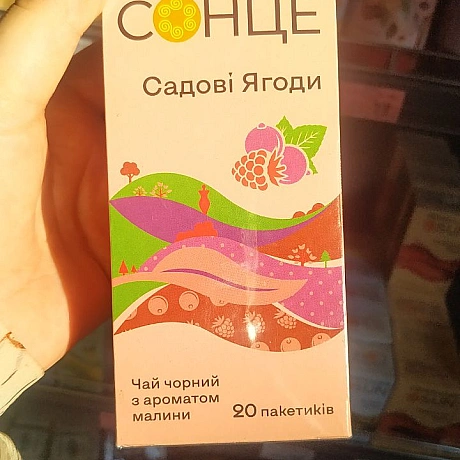 СОНЦЕ
Садові Ягоди
Чай чорний
з ароматом
малини
20 пакетиків